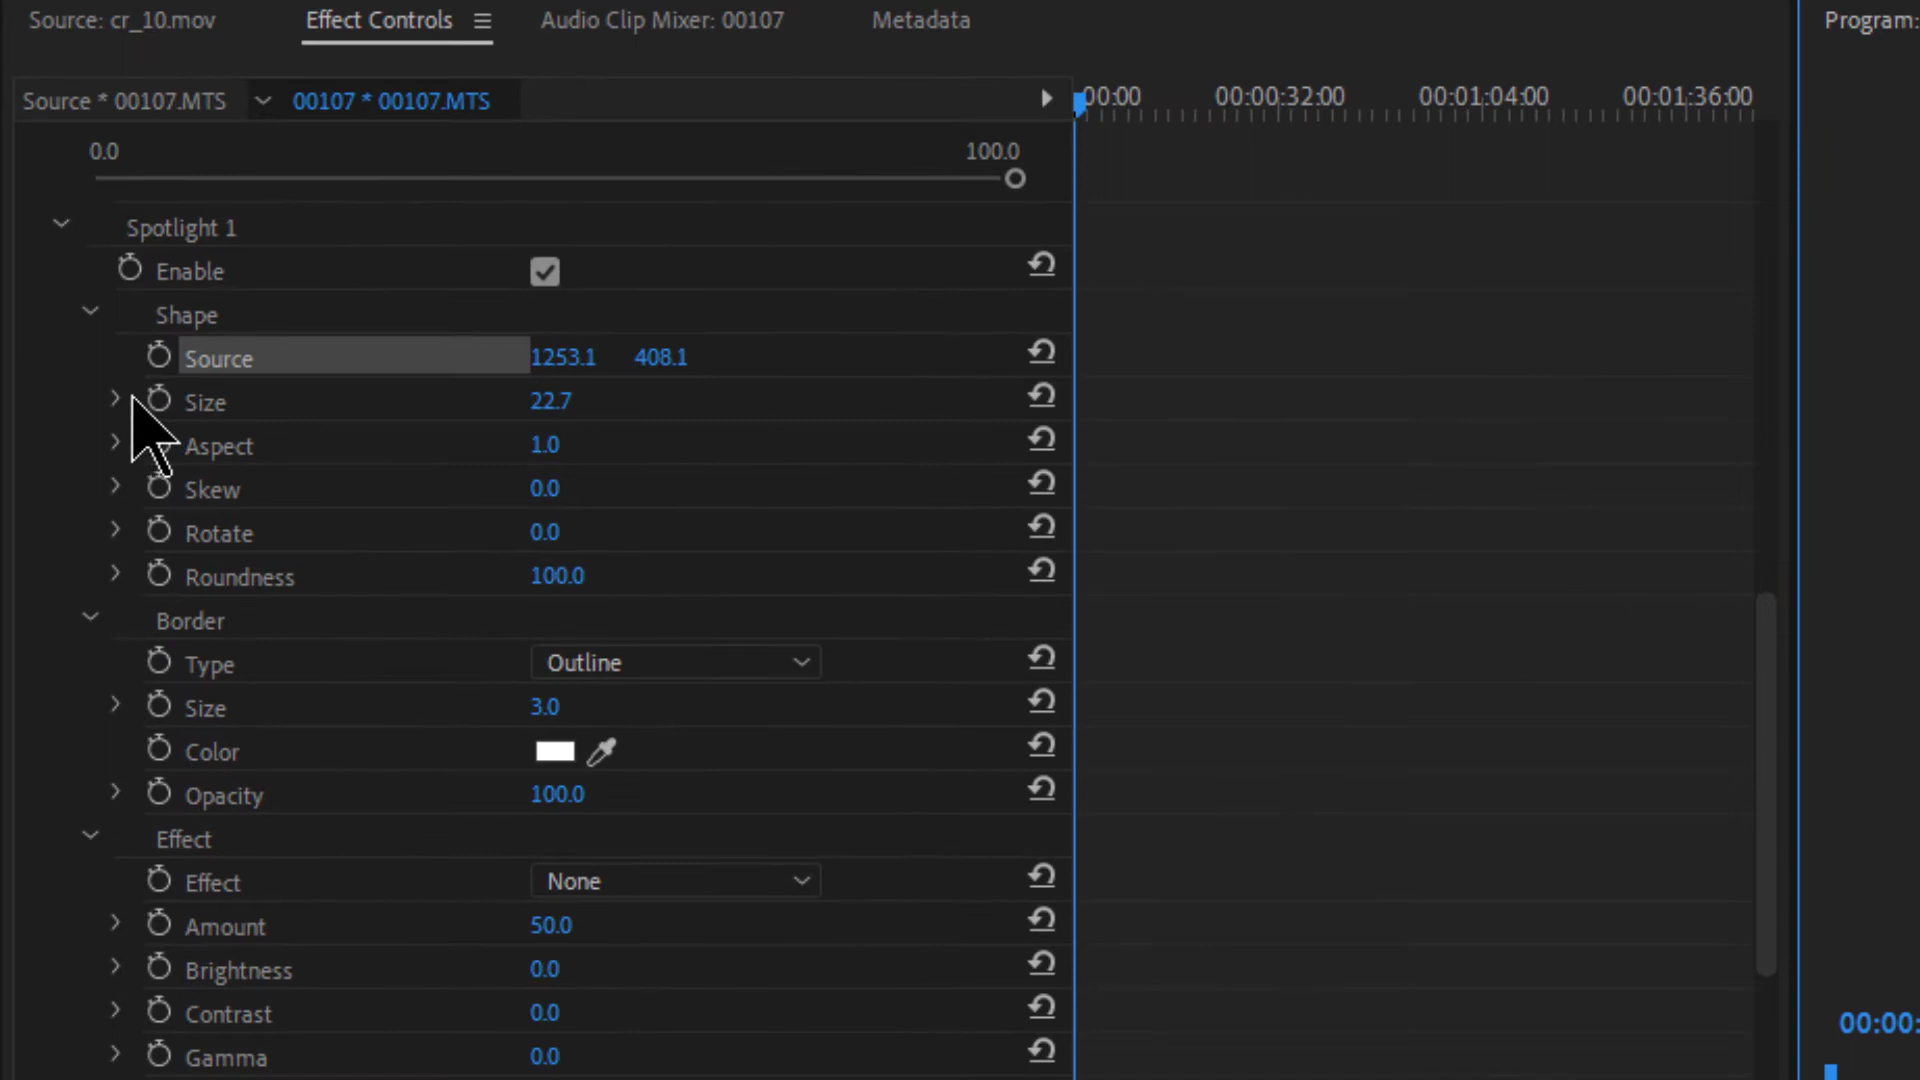 Source: cr_10.mov
Effect Controls
Audio Clip Mixer: 00107
Metadata
Program:
Source * 00107.MTS
00107 * 00107.MTS
00:00
00:00:32:00
00:01:04:00
00:01:36:00
0.0
100.0
Spotlight 1
Enable
Shape
Source 1253.1 408.1
Size 22.7
Aspect 1.0
Skew 0.0
Rotate 0.0
Roundness 100.0
Border
Type Outline
Size 3.0
Color
Opacity 100.0
Effect
Effect None
Amount 50.0
Brightness 0.0
Contrast 0.0
Gamma 0.0
00:00: